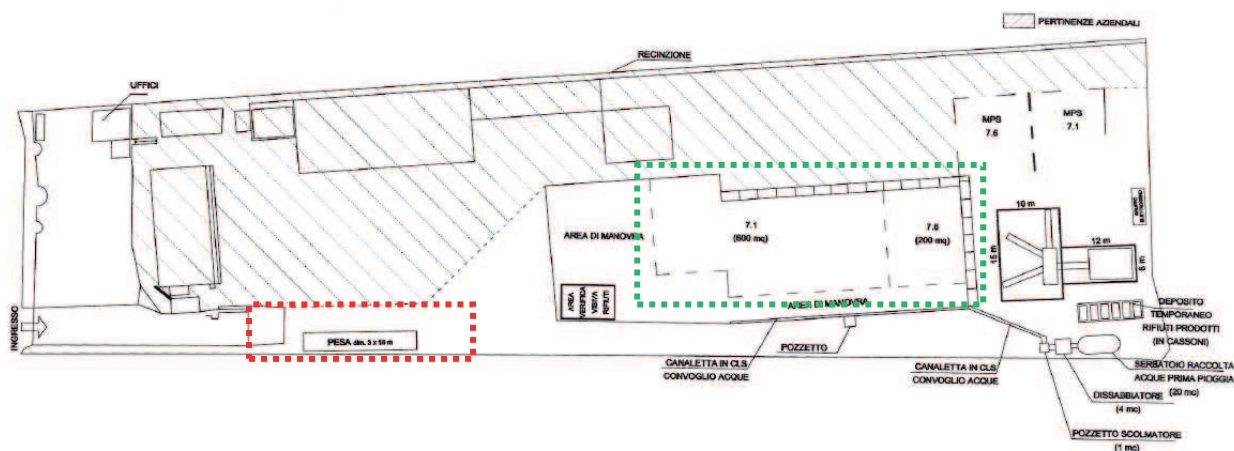 PERTINENZE AZIENDALI
RECINZIONE
UFFICI
MPS
7.6
MPS
7.1
GRUPPO
ELETTROGENO
10 m
15 m
12 m
6 m
7.1
(600 mq)
7.6
(200 mq)
AREA DI MANOVRA
AREA
VERIFICA
VISIVA
RIFIUTI
AREA DI MANOVRA
INGRESSO
PESA dim. 3 x 18 m
POZZETTO
CANALETTA IN CLS
CONVOGLIO ACQUE
CANALETTA IN CLS
CONVOGLIO ACQUE
DEPOSITO
TEMPORANEO
RIFIUTI PRODOTTI
(IN CASSONI)
SERBATOIO RACCOLTA
ACQUE PRIMA PIOGGIA
(20 mc)
DISSABBIATORE
(4 mc)
POZZETTO SCOLMATORE
(1 mc)